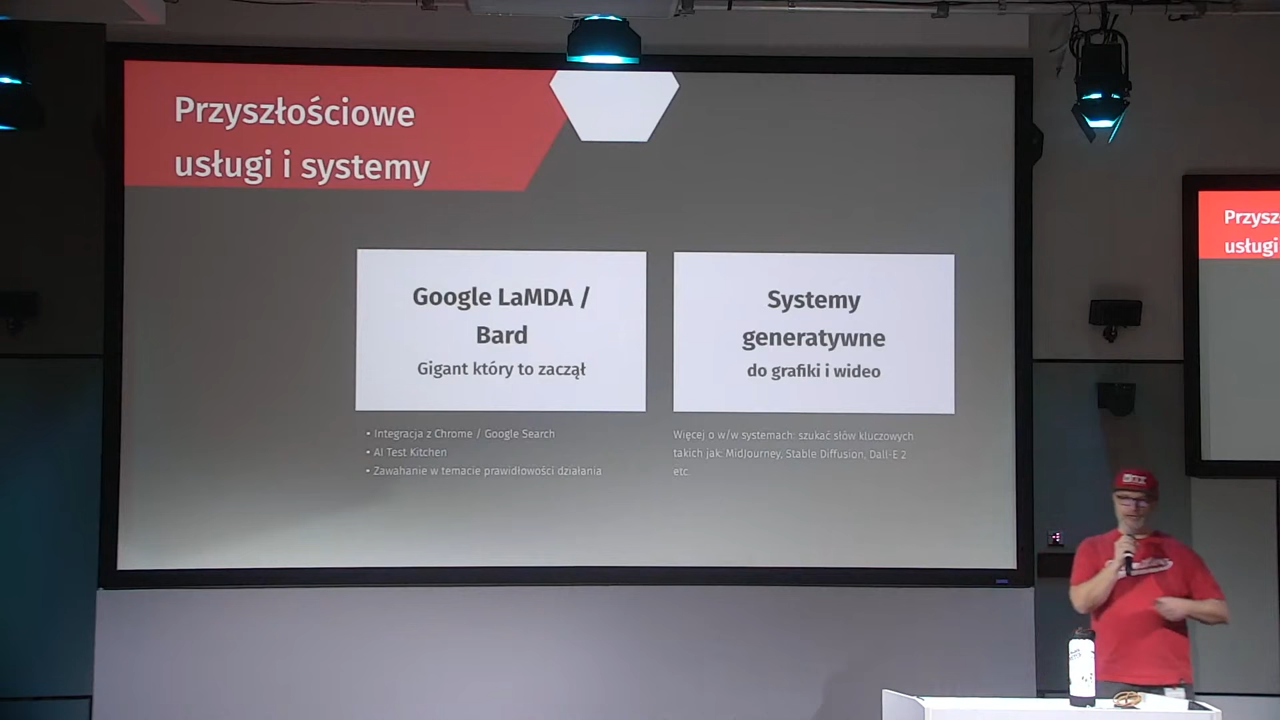 Przyszłościowe
usługi i systemy
Google LaMDA /
Bard
Gigant który to zaczął
• Integracja z Chrome / Google Search
• AI Test Kitchen
• Zawahanie w temacie prawidłowości działania
Systemy
generatywne
do grafiki i wideo
Więcej o w/w systemach: szukać słów kluczowych
takich jak: MidJourney, Stable Diffusion, Dall-E 2
etc.
Przysz
usługi